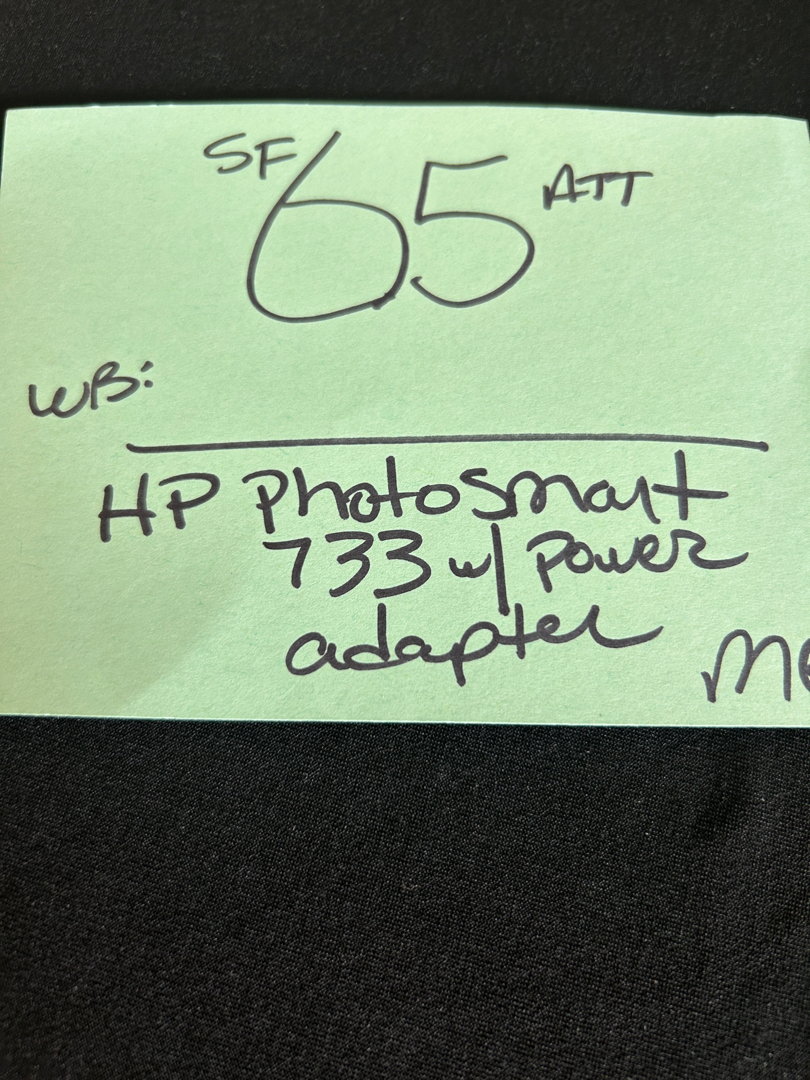 SF 65 ATT
WB:
HP Photosmart
733 w/ Power
adapter